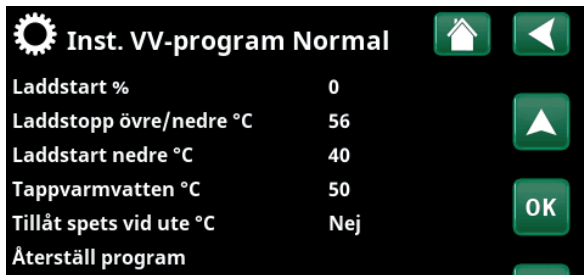 Inst. VV-program Normal
Laddstart % 0
Laddstopp övre/nedre °C 56
Laddstart nedre °C 40
Tappvarmvatten °C 50
Tillåt spets vid ute °C Nej
Återställ program
OK